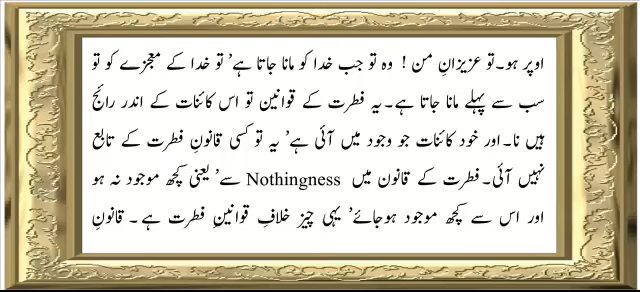 اوپر ہو۔تو عزیزانِ من ! وہ تو جب خدا کو مانا جاتا ہے’ تو خدا کے معجزے کو تو
سب سے پہلے مانا جاتا ہے۔یہ فطرت کے قوانین تو اس کائنات کے اندر رائج
ہیں نا۔اور خود کائنات جو وجود میں آئی ہے’ یہ تو کسی قانونِ فطرت کے تابع
نہیں آئی۔فطرت کے قانون میں Nothingness سے’ یعنی کچھ موجود نہ ہو
اور اس سے کچھ موجود ہوجائے’ یہی چیز خلافِ قوانینِ فطرت ہے ۔ قانونِ